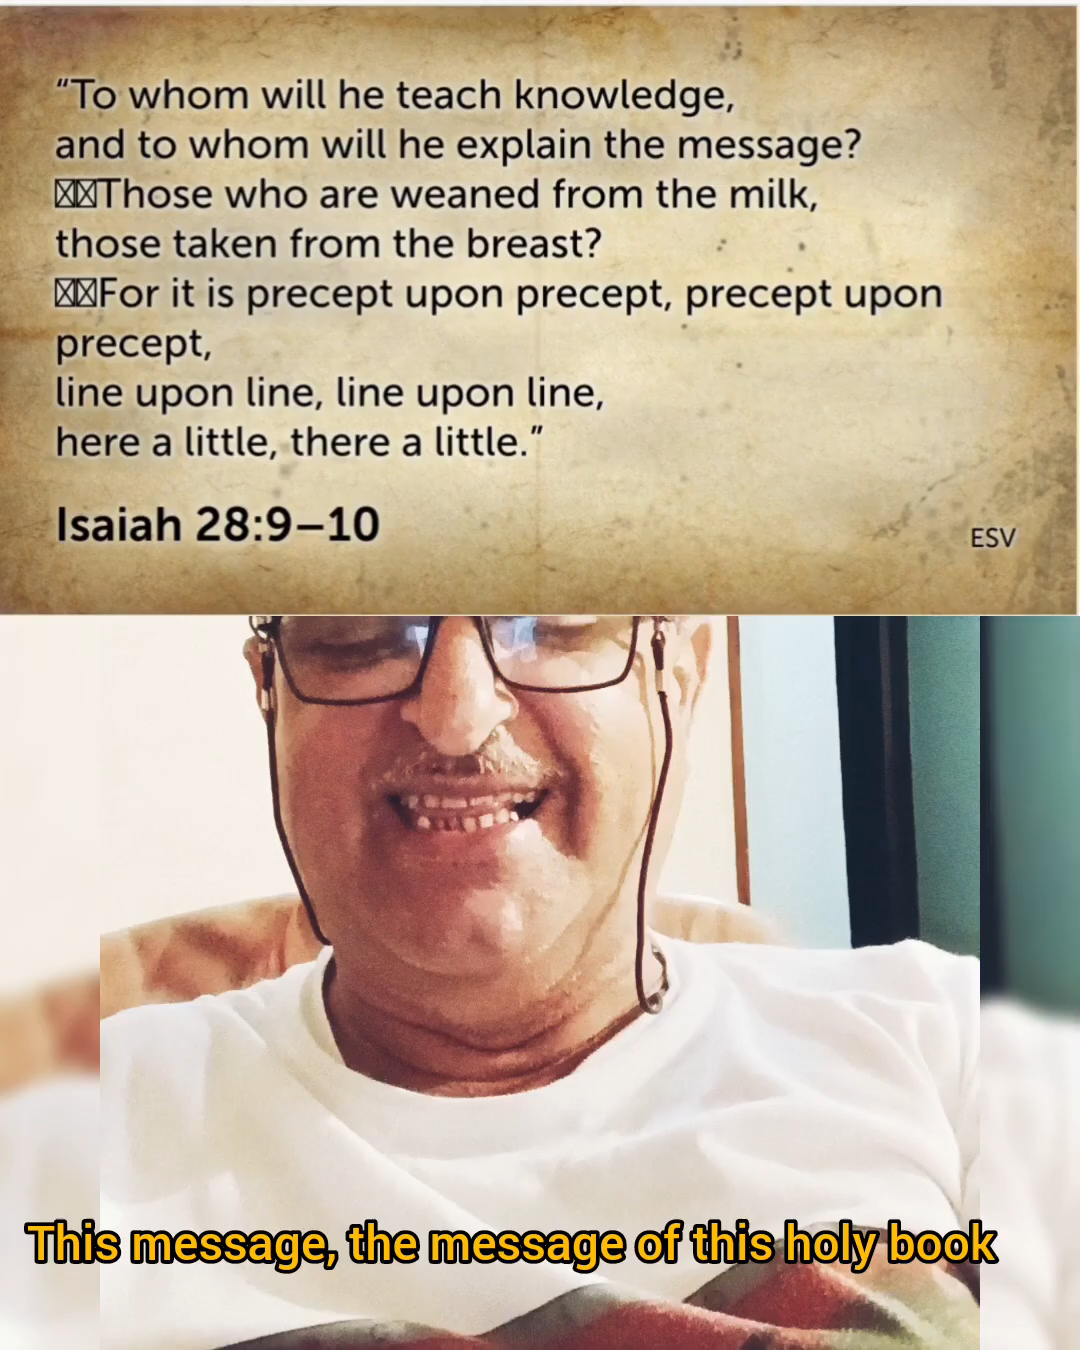 “To whom will he teach knowledge,
and to whom will he explain the message?
Those who are weaned from the milk,
those taken from the breast?
For it is precept upon precept, precept upon
precept,
line upon line, line upon line,
here a little, there a little.”
Isaiah 28:9–10
ESV
This message, the message of this holy book